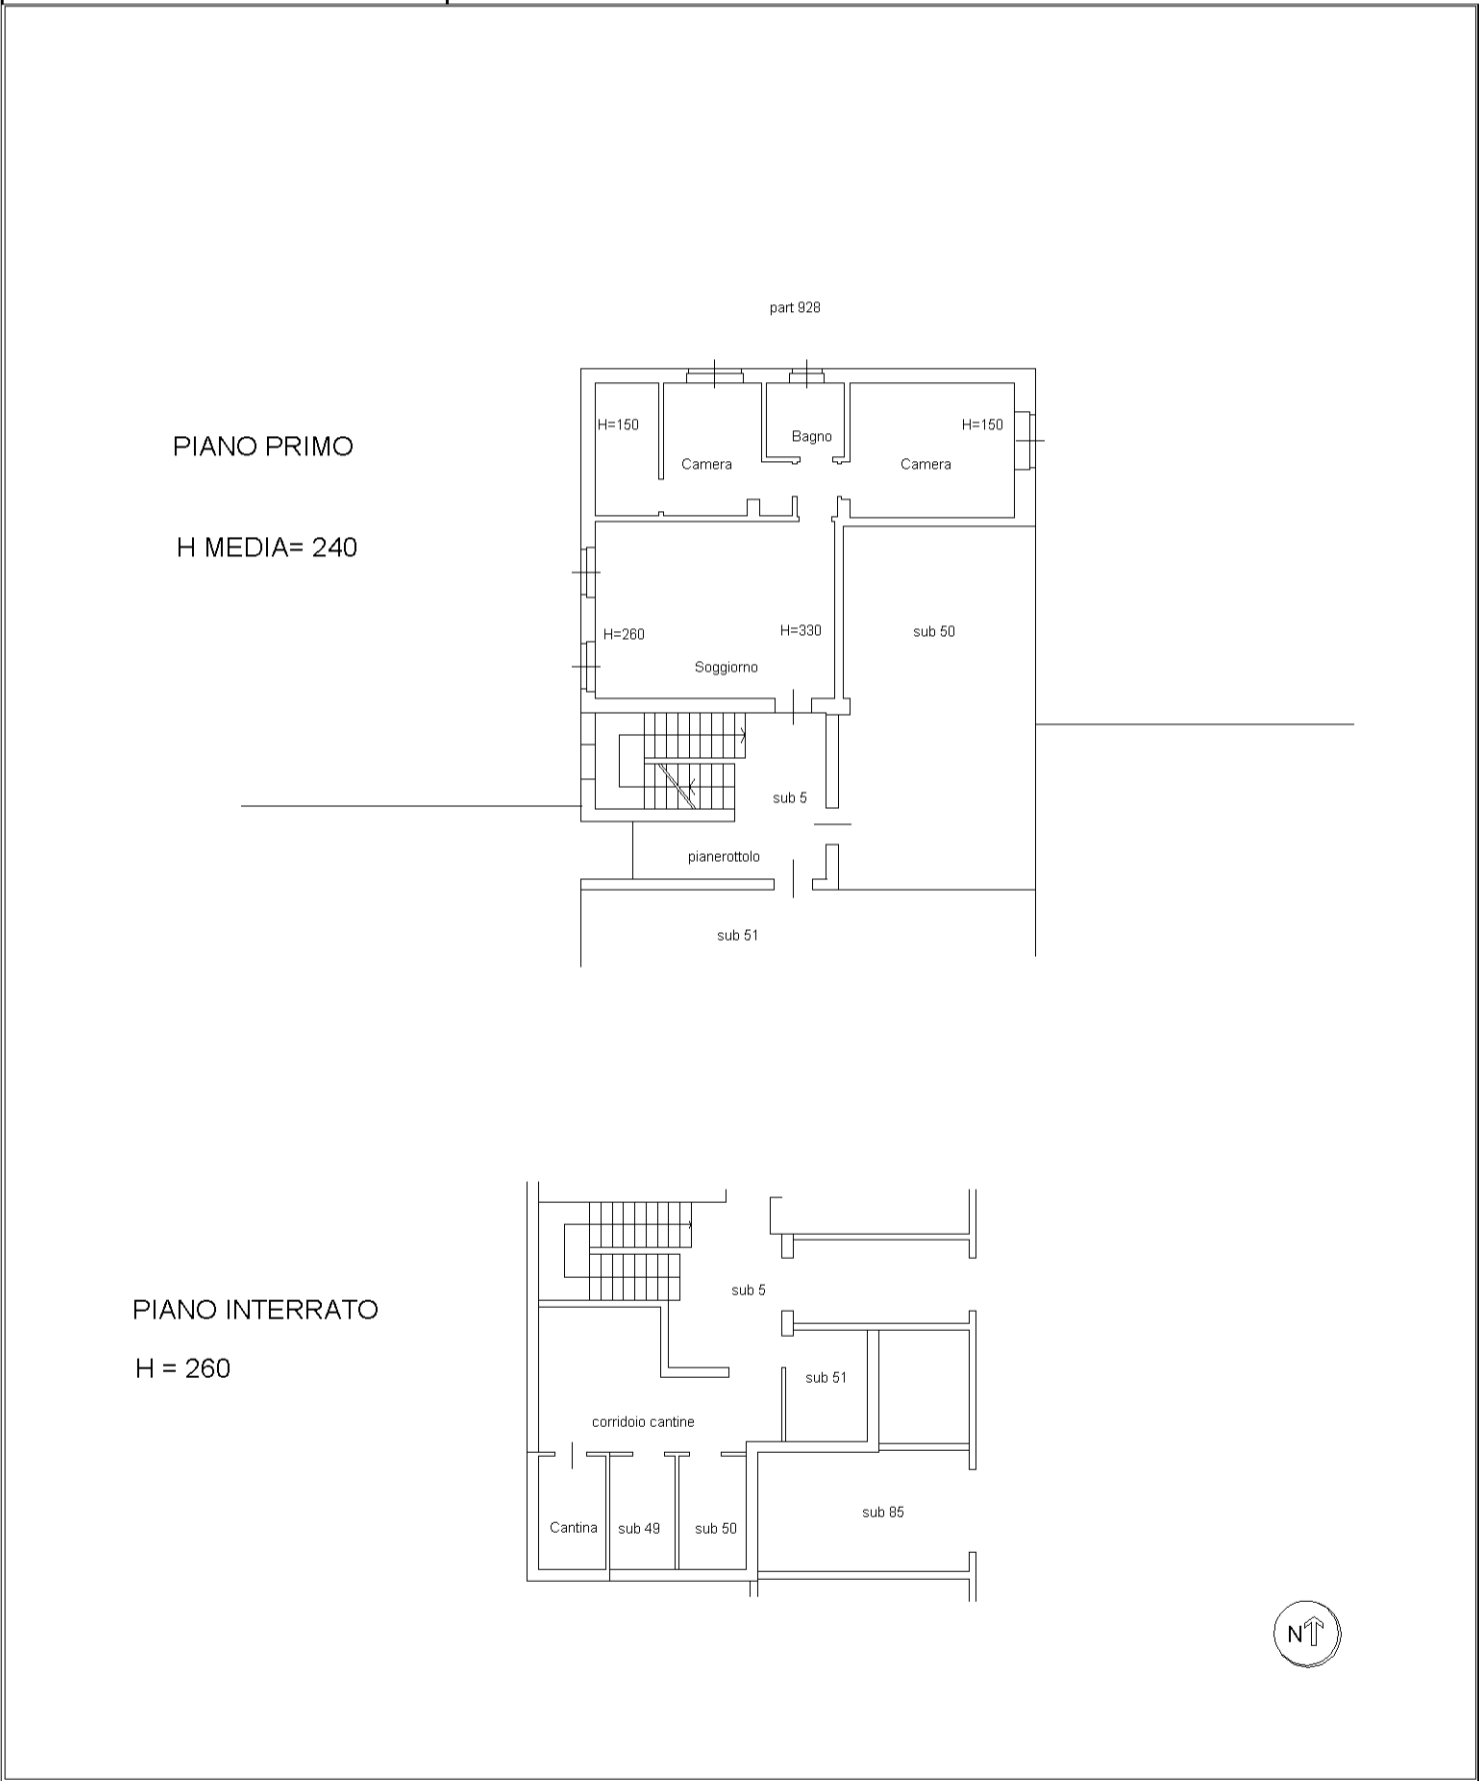 part 928
PIANO PRIMO
H MEDIA= 240
H=150
H=150
Bagno
Camera
Camera
H=260
H=330
sub 50
Soggiorno
sub 5
pianerottolo
sub 51
PIANO INTERRATO
H = 260
sub 5
sub 51
corridoio cantine
sub 85
Cantina
sub 49
sub 50
N